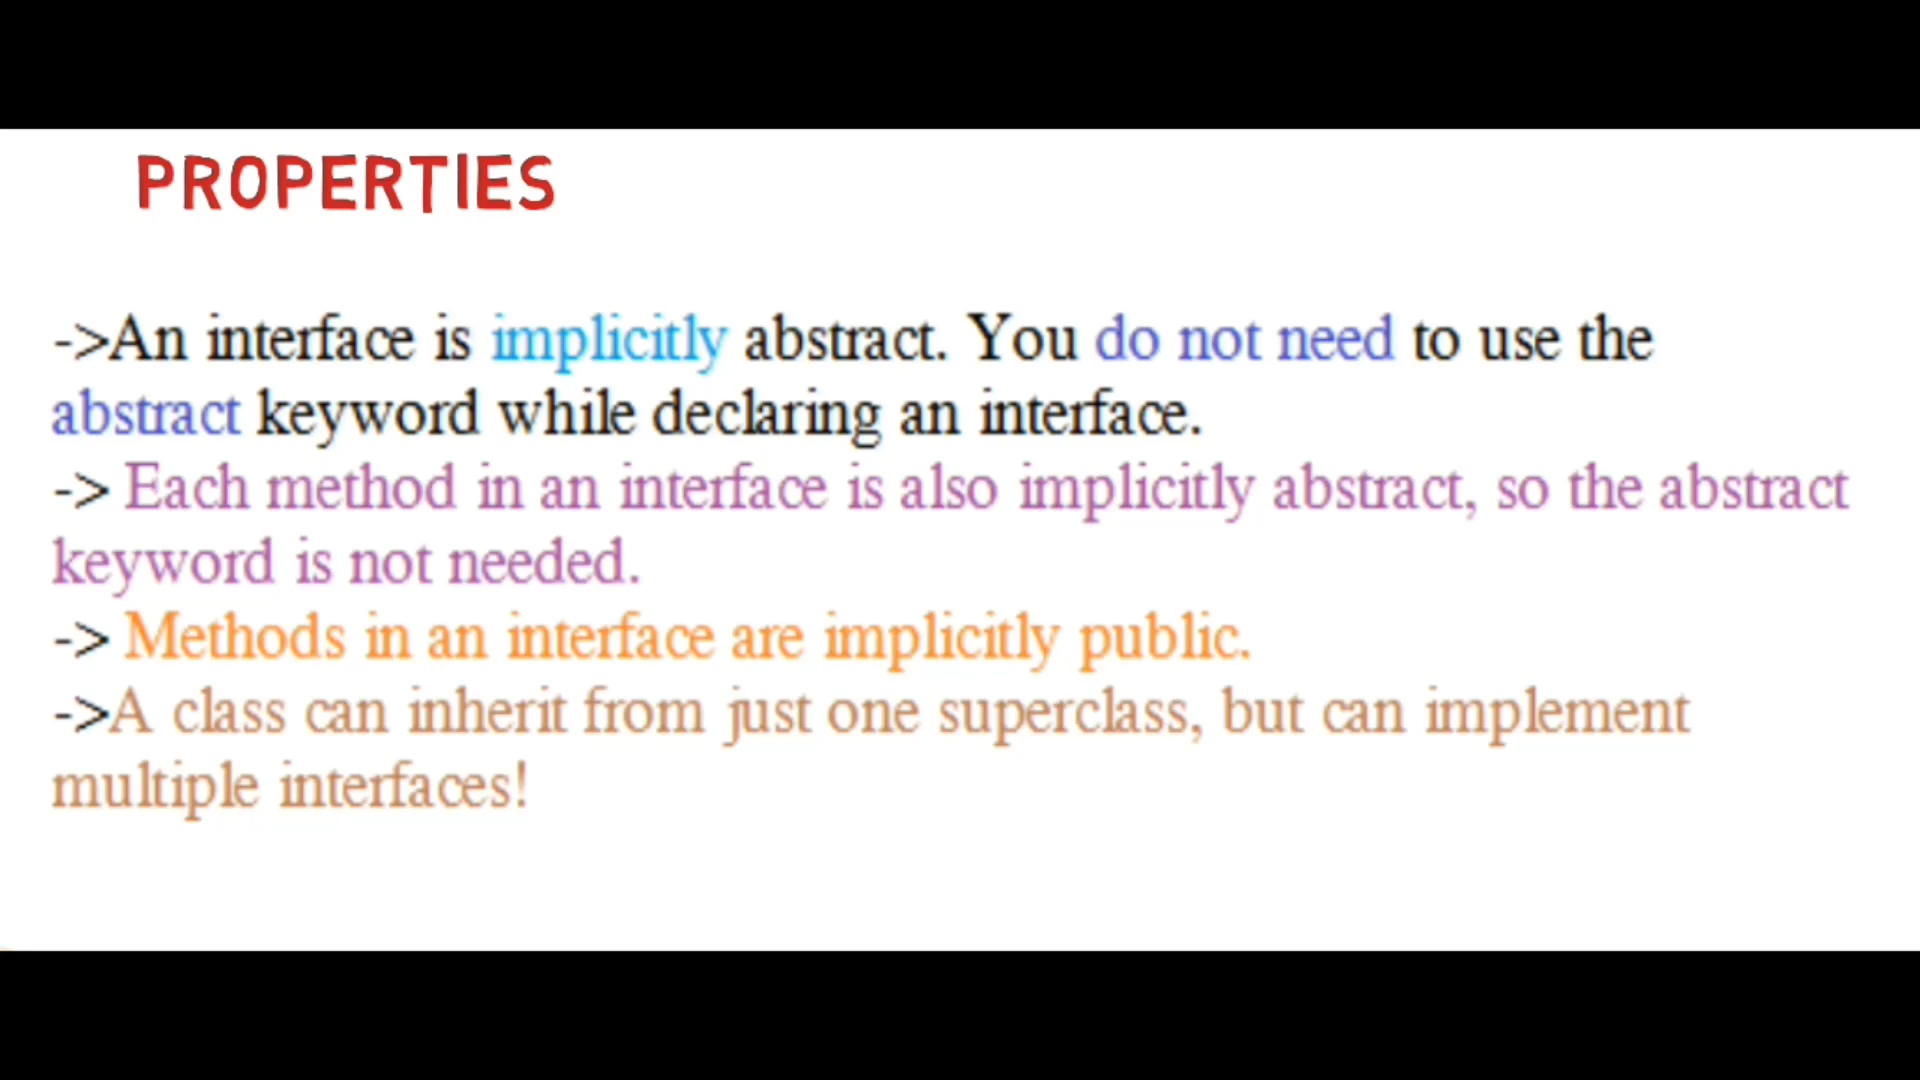 PROPERTIES
->An interface is implicitly abstract. You do not need to use the
abstract keyword while declaring an interface.
-> Each method in an interface is also implicitly abstract, so the abstract
keyword is not needed.
-> Methods in an interface are implicitly public.
->A class can inherit from just one superclass, but can implement
multiple interfaces!